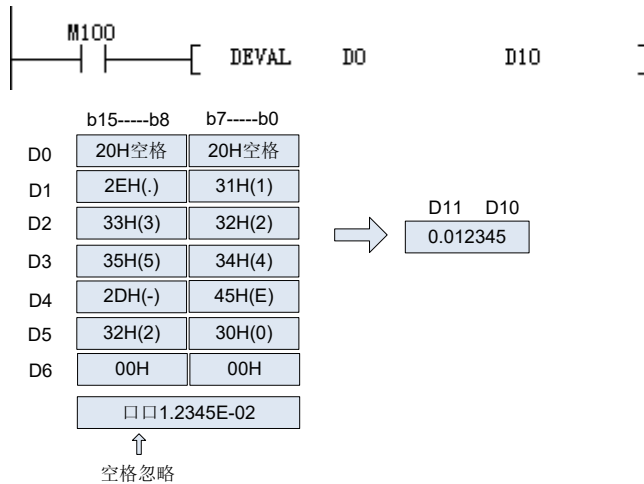 M100
DEVAL D0 D10
b15-----b8 b7-----b0
D0 20H空格 20H空格
D1 2EH(.) 31H(1)
D2 33H(3) 32H(2)
D11 D10
0.012345
D3 35H(5) 34H(4)
D4 2DH(-) 45H(E)
D5 32H(2) 30H(0)
D6 00H 00H
口口1.2345E-02
空格忽略